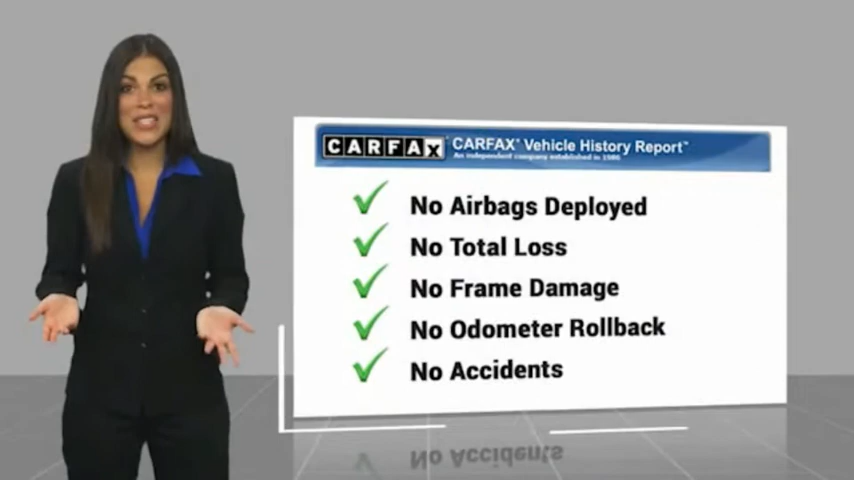 CARFAX
CARFAX® Vehicle History Report™
An independent company established in 1986
No Airbags Deployed
No Total Loss
No Frame Damage
No Odometer Rollback
No Accidents
No Accidents